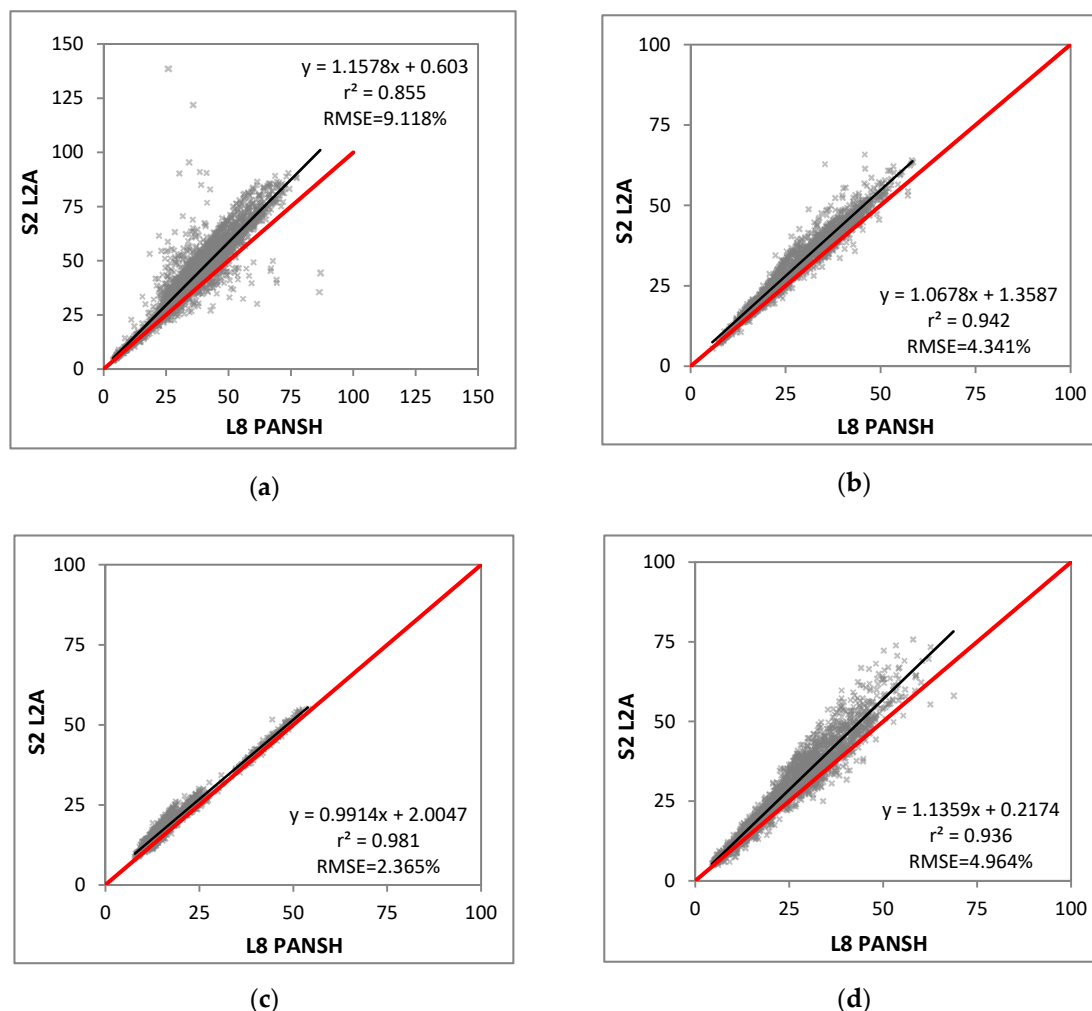 150
125
100
75
50
25
0
S2 L2A
y = 1.1578x + 0.603
r² = 0.855
RMSE=9.118%
0 25 50 75 100 125 150
L8 PANSH
(a)
100
75
50
25
0
S2 L2A
y = 1.0678x + 1.3587
r² = 0.942
RMSE=4.341%
0 25 50 75 100
L8 PANSH
(b)
100
75
50
25
0
S2 L2A
y = 0.9914x + 2.0047
r² = 0.981
RMSE=2.365%
0 25 50 75 100
L8 PANSH
(c)
100
75
50
25
0
S2 L2A
y = 1.1359x + 0.2174
r² = 0.936
RMSE=4.964%
0 25 50 75 100
L8 PANSH
(d)